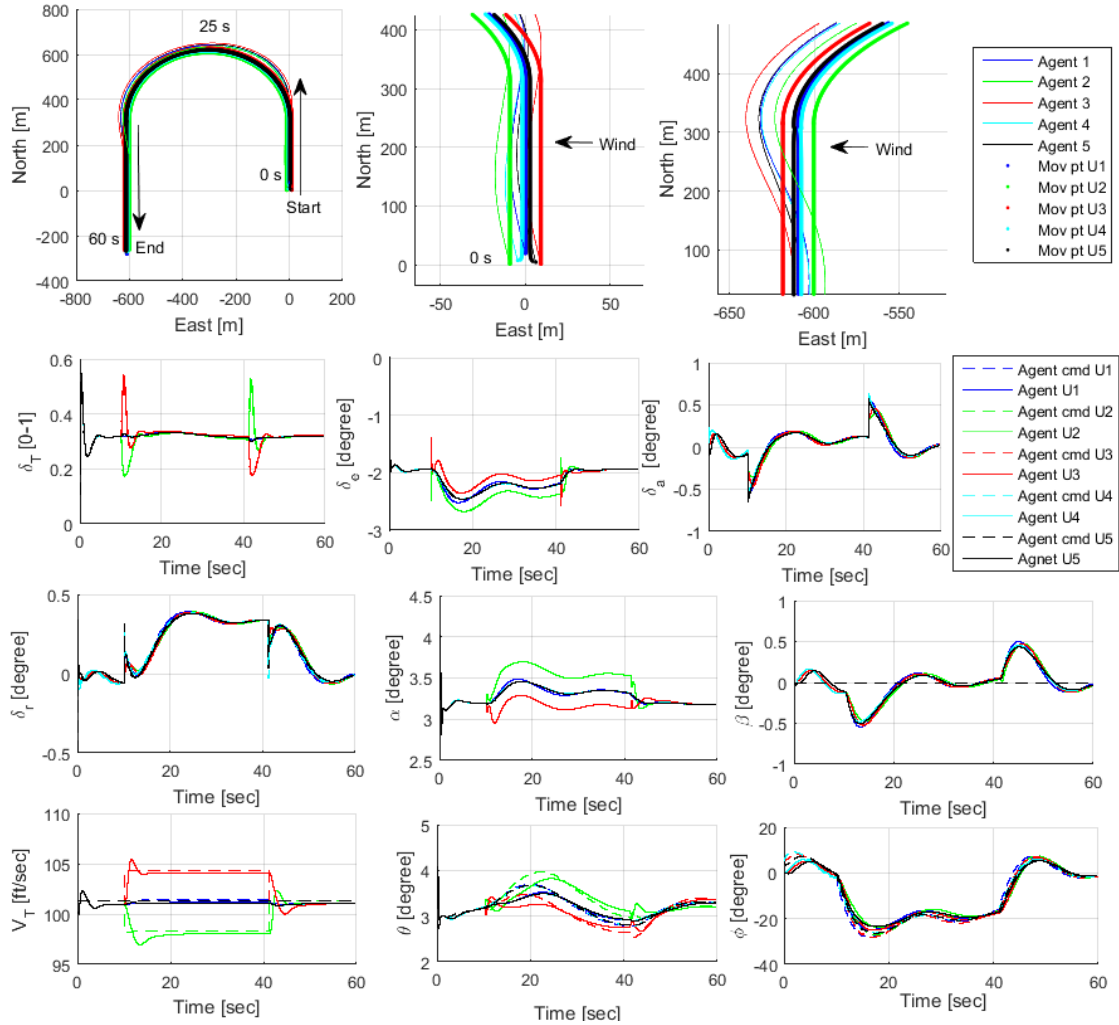 800
600
400
200
0
-200
-400
-800
-600
-400
-200
0
200
North [m]
East [m]
25 s
0 s
Start
60 s
End
400
300
200
100
0
-50
0
50
North [m]
East [m]
Wind
0 s
400
300
200
100
-650
-600
-550
North [m]
East [m]
Wind
Agent 1
Agent 2
Agent 3
Agent 4
Agent 5
Mov pt U1
Mov pt U2
Mov pt U3
Mov pt U4
Mov pt U5
0.6
0.4
0.2
0
0
20
40
60
δT [0-1]
Time [sec]
0
-1
-2
-3
0
20
40
60
δe [degree]
Time [sec]
1
0.5
0
-0.5
-1
0
20
40
60
δa [degree]
Time [sec]
Agent cmd U1
Agent U1
Agent cmd U2
Agent U2
Agent cmd U3
Agent U3
Agent cmd U4
Agent U4
Agent cmd U5
Agnet U5
0.5
0
-0.5
0
20
40
60
δr [degree]
Time [sec]
4.5
4
3.5
3
2.5
0
20
40
60
α [degree]
Time [sec]
1
0.5
0
-0.5
-1
0
20
40
60
β [degree]
Time [sec]
110
105
100
95
0
20
40
60
VT [ft/sec]
Time [sec]
5
4
3
2
0
20
40
60
θ [degree]
Time [sec]
20
0
-20
-40
0
20
40
60
ϕ [degree]
Time [sec]